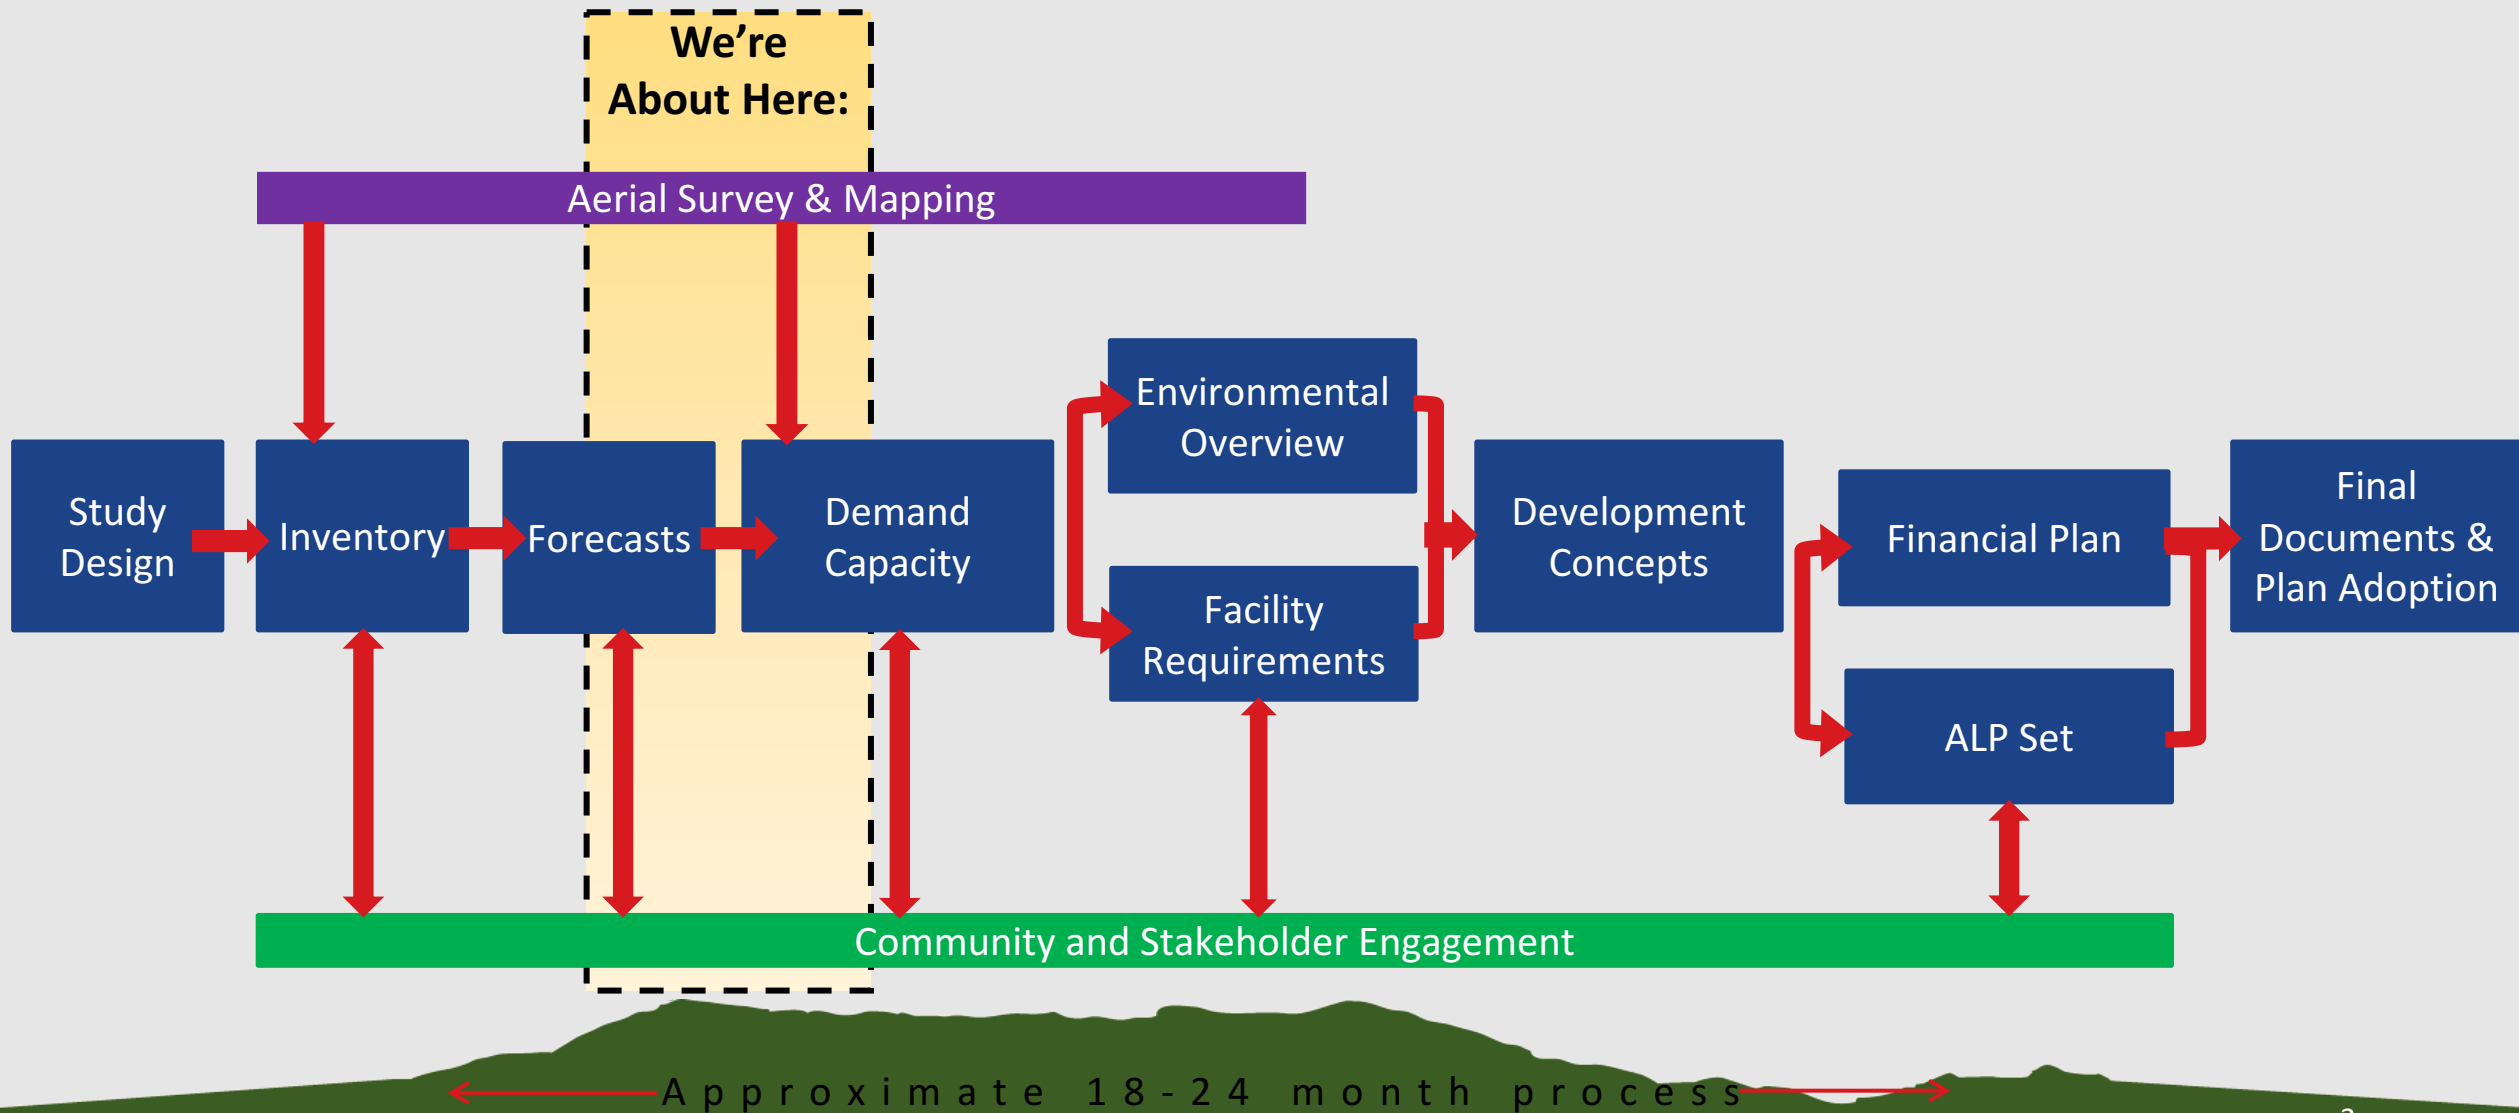 We’re
About Here:
Aerial Survey & Mapping
Study
Design
Inventory
Forecasts
Demand
Capacity
Environmental
Overview
Facility
Requirements
Development
Concepts
Financial Plan
ALP Set
Final
Documents &
Plan Adoption
Community and Stakeholder Engagement
Approximate 18-24 month process